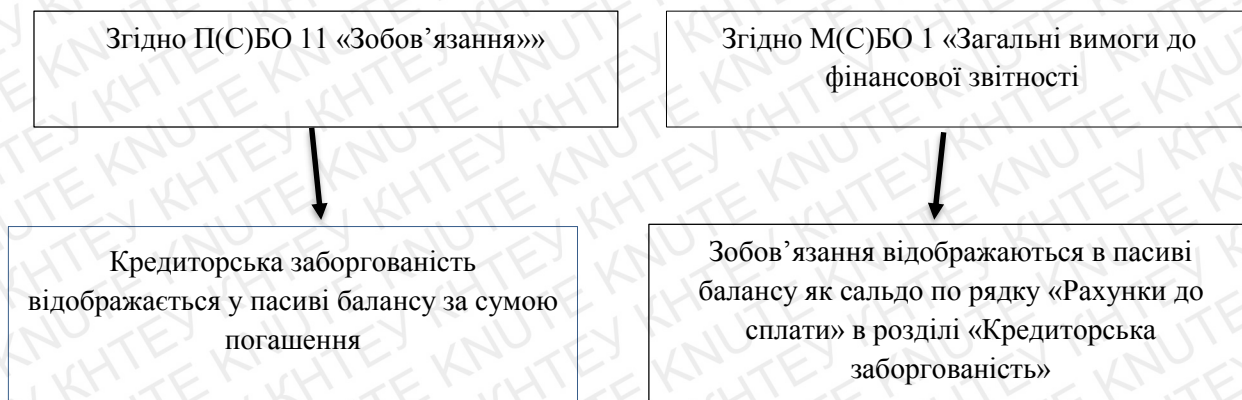 Згідно П(С)БО 11 «Зобов’язання»»
Згідно М(С)БО 1 «Загальні вимоги до
фінансової звітності
Кредиторська заборгованість
відображається у пасиві балансу за сумою
погашення
Зобов’язання відображаються в пасиві
балансу як сальдо по рядку «Рахунки до
сплати» в розділі «Кредиторська
заборгованість»